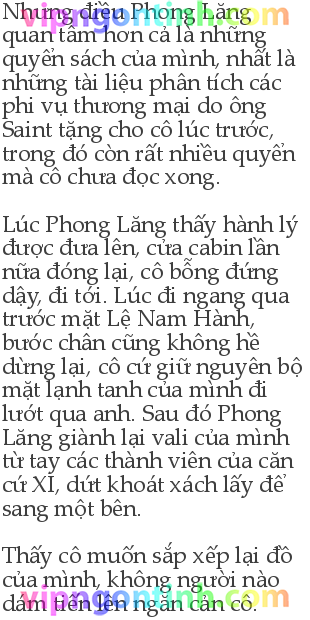 Nhưng điều Phong Lăng
vipngontinh.com
quan tâm hơn cả là những
quyển sách của mình, nhất là
những tài liệu phân tích các
phi vụ thương mại do ông
Saint tặng cho cô lúc trước,
trong đó còn rất nhiều quyển
mà cô chưa đọc xong.
Lúc Phong Lăng thấy hành lý
được đưa lên, cửa cabin lần
nữa đóng lại, cô bỗng đứng
dậy, đi tới. Lúc đi ngang qua
trước mặt Lệ Nam Hành,
bước chân cũng không hề
dừng lại, cô cứ giữ nguyên bộ
mặt lạnh tanh của mình đi
lướt qua anh. Sau đó Phong
Lăng giành lại vali của mình
từ tay các thành viên của căn
cứ XI, dứt khoát xách lấy để
sang một bên.
Thấy cô muốn sắp xếp lại đồ
của mình, không người nào
vipngontinh.com
dám tiến lên ngăn cản cô.